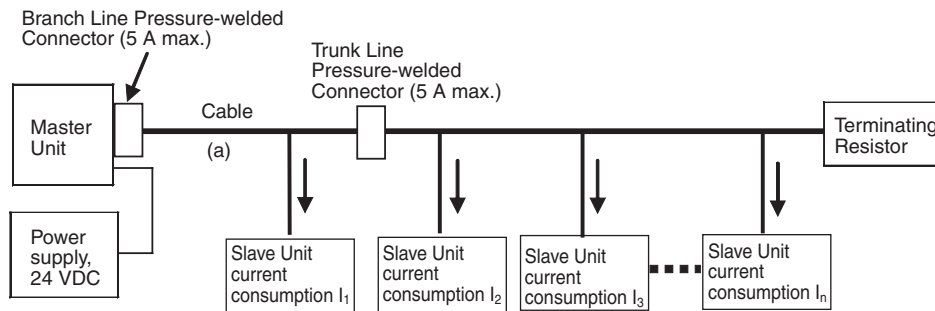 Branch Line Pressure-welded
Connector (5 A max.)
Trunk Line
Pressure-welded
Connector (5 A max.)
Master
Unit
Cable
(a)
Terminating
Resistor
Power
supply,
24 VDC
Slave Unit
current
consumption I1
Slave Unit
current
consumption I2
Slave Unit
current
consumption I3
Slave Unit
current
consumption In